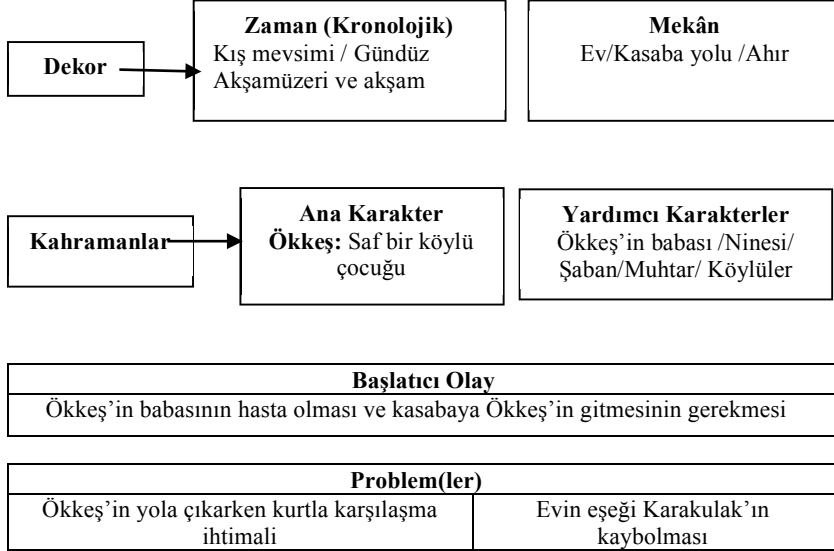 Dekor
Zaman (Kronolojik)
Kış mevsimi / Gündüz
Akşamüzeri ve akşam
Mekân
Ev/Kasaba yolu /Ahır
Kahramanlar
Ana Karakter
Ökkeş: Saf bir köylü
çocuğu
Yardımcı Karakterler
Ökkeş’in babası /Ninesi/
Şaban/Muhtar/ Köylüler
Başlatıcı Olay
Ökkeş’in babasının hasta olması ve kasabaya Ökkeş’in gitmesinin gerekmesi
Problem(ler)
Ökkeş’in yola çıkarken kurtla karşılaşma
ihtimali
Evin eşeği Karakulak’ın
kaybolması